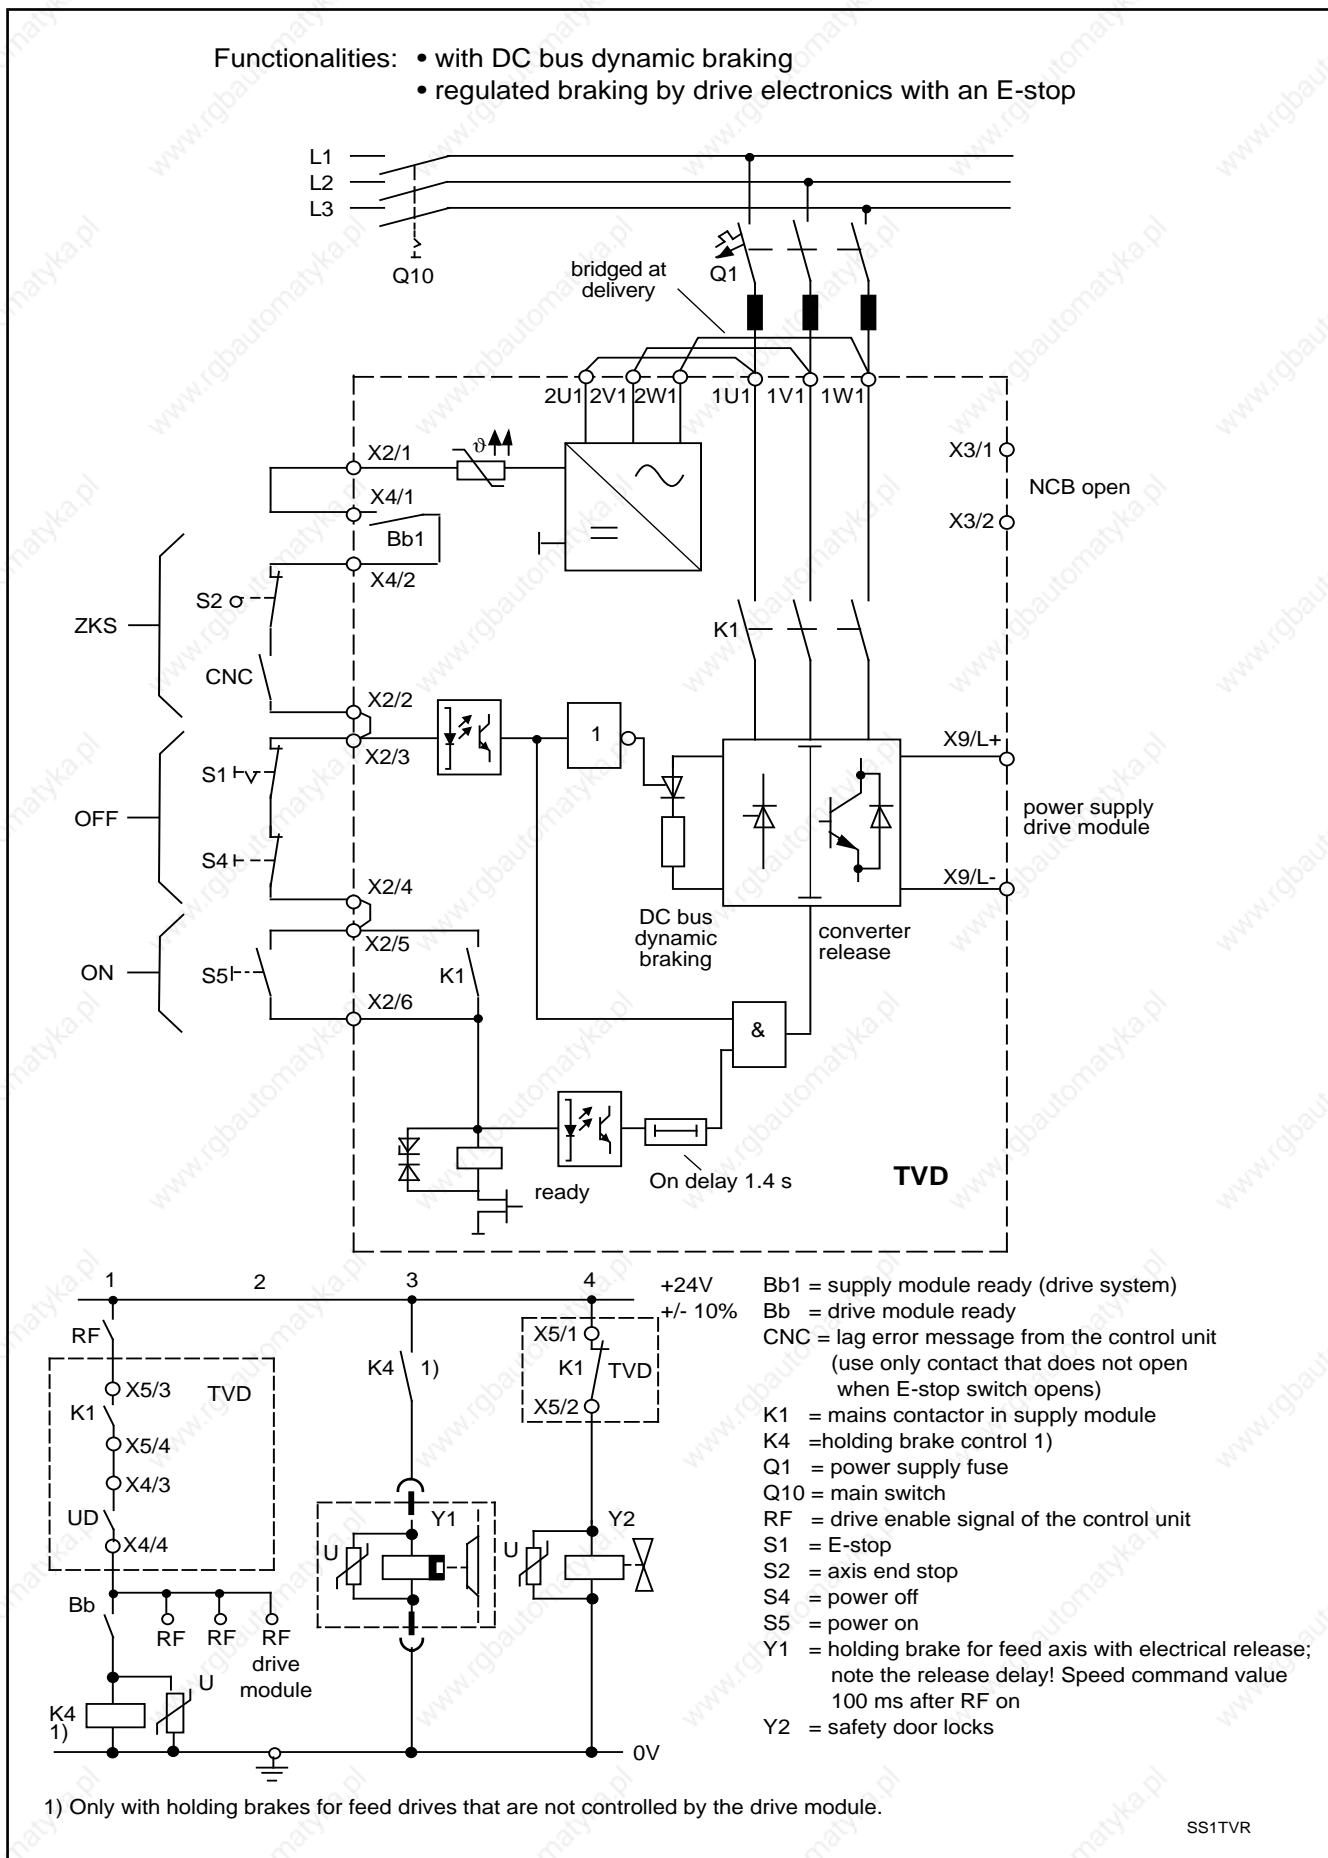 Functionalities: • with DC bus dynamic braking
• regulated braking by drive electronics with an E-stop
L1
L2
L3
Q10
Q1
bridged at
delivery
2U1 2V1 2W1 1U1 1V1 1W1
X2/1
ϑ
X3/1
X4/1
NCB open
Bb1
X3/2
X4/2
S2
ZKS
K1
CNC
X2/2
1
X2/3
X9/L+
S1
OFF
power supply
drive module
S4
X2/4
X9/L-
DC bus
dynamic
braking
converter
release
X2/5
ON
S5
K1
X2/6
&
On delay 1.4 s
ready
TVD
1 2 3 4 +24V
+/- 10%
RF
X5/1
K4 1)
K1 TVD
X5/3 TVD
X5/2
K1
X5/4
X4/3
UD
X4/4
Y1
Y2
U
U
Bb
RF RF RF
drive
module
U
K4
1)
0V
Bb1 = supply module ready (drive system)
Bb = drive module ready
CNC = lag error message from the control unit
(use only contact that does not open
when E-stop switch opens)
K1 = mains contactor in supply module
K4 =holding brake control 1)
Q1 = power supply fuse
Q10 = main switch
RF = drive enable signal of the control unit
S1 = E-stop
S2 = axis end stop
S4 = power off
S5 = power on
Y1 = holding brake for feed axis with electrical release;
note the release delay! Speed command value
100 ms after RF on
Y2 = safety door locks
1) Only with holding brakes for feed drives that are not controlled by the drive module.
SS1TVR
www.rgbautomatyka.pl